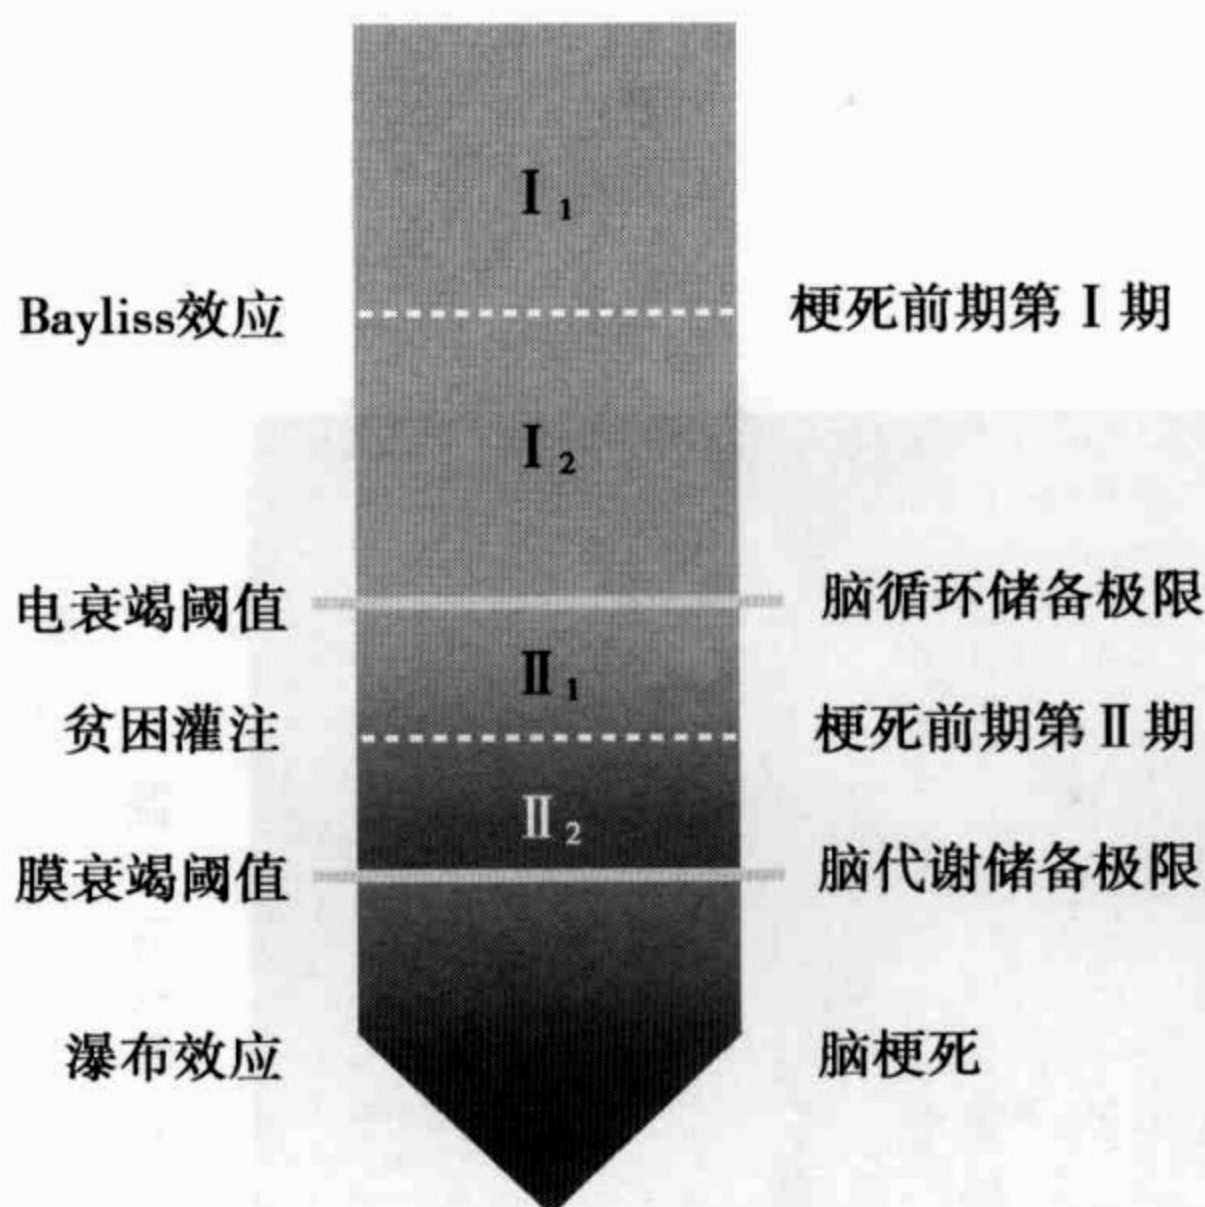 Ⅰ₁
Bayliss效应
梗死前期第Ⅰ期
Ⅰ₂
电衰竭阈值
脑循环储备极限
Ⅱ₁
贫困灌注
梗死前期第Ⅱ期
Ⅱ₂
膜衰竭阈值
脑代谢储备极限
瀑布效应
脑梗死